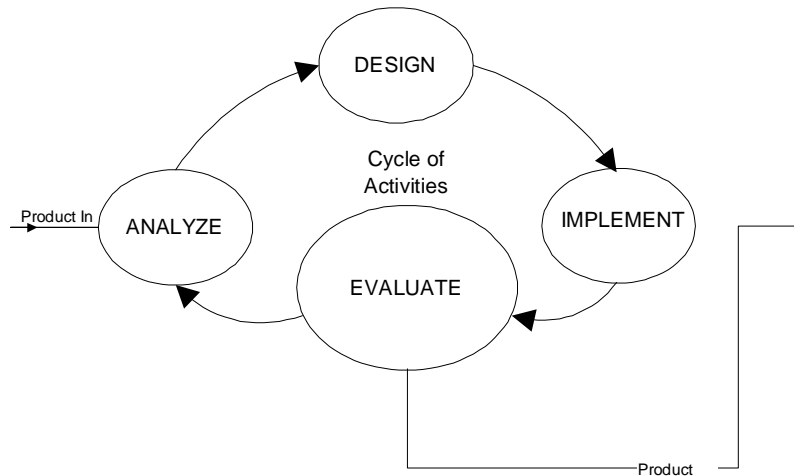 DESIGN
Cycle of
Activities
Product In
ANALYZE
IMPLEMENT
EVALUATE
Product